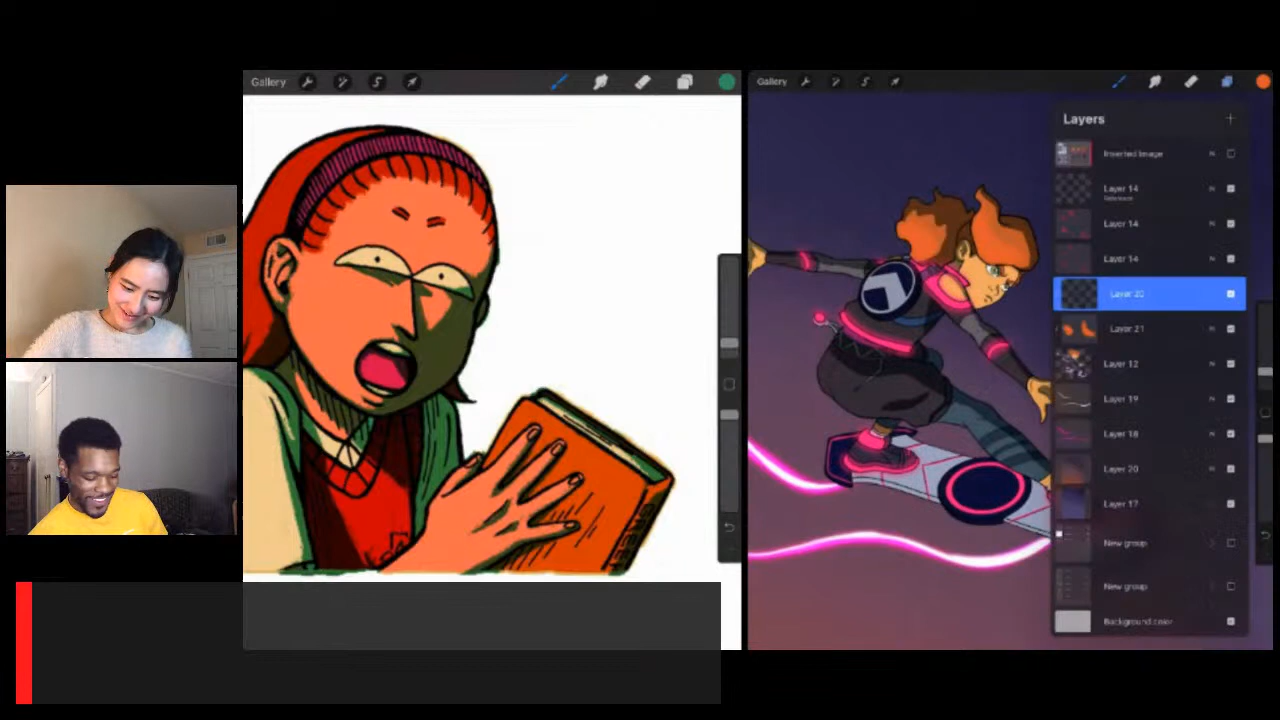 Gallery
Gallery
Layers
Inserted Image N
Layer 14 N
Reference
Layer 14
Layer 14 N
Layer 20
Layer 21 N
Layer 12 N
Layer 19 N
Layer 18 N
Layer 20 N
Layer 17
New group
New group
Background color